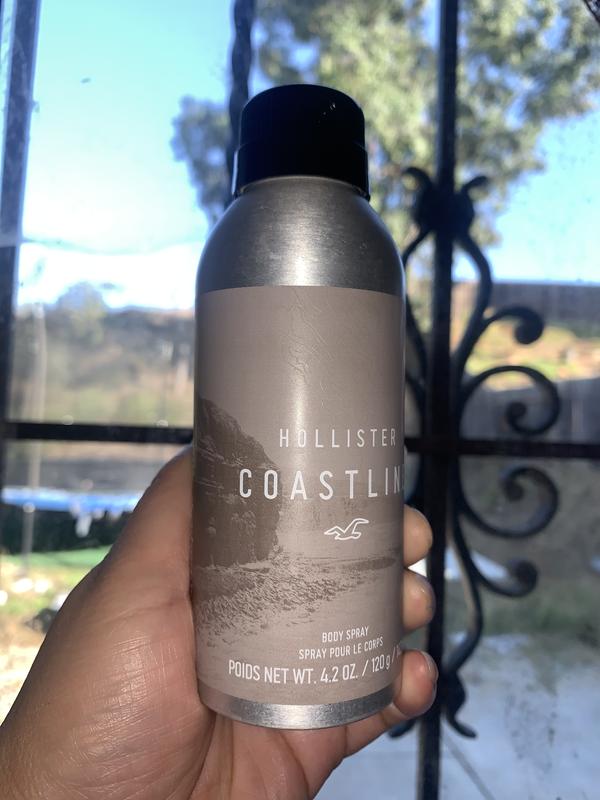 HOLLISTER
COASTLIN
BODY SPRAY
SPRAY POUR LE CORPS
POIDS NET WT. 4.2 OZ. / 120 g /